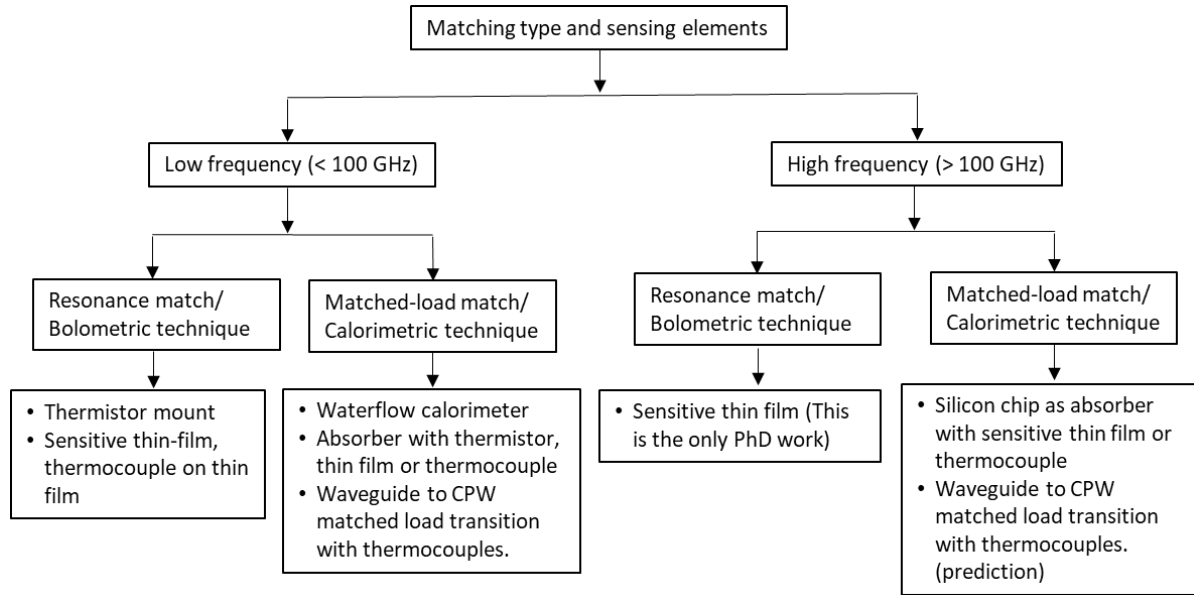 Matching type and sensing elements
Low frequency (< 100 GHz)
High frequency (> 100 GHz)
Resonance match/
Bolometric technique
Matched-load match/
Calorimetric technique
Resonance match/
Bolometric technique
Matched-load match/
Calorimetric technique
• Thermistor mount
• Sensitive thin-film,
thermocouple on thin
film
• Waterflow calorimeter
• Absorber with thermistor,
thin film or thermocouple
• Waveguide to CPW
matched load transition
with thermocouples.
• Sensitive thin film (This
is the only PhD work)
• Silicon chip as absorber
with sensitive thin film or
thermocouple
• Waveguide to CPW
matched load transition
with thermocouples.
(prediction)